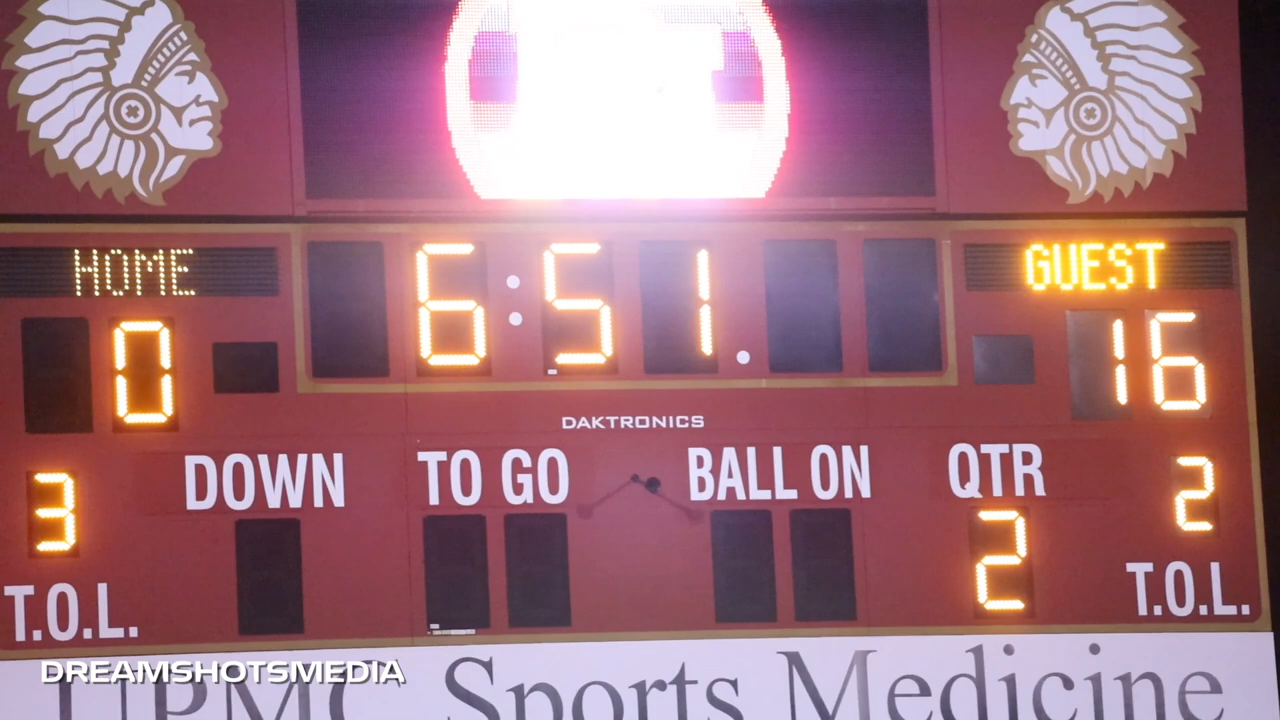 HOME 6:51. GUEST
0 16
DAKTRONICS
DOWN TO GO BALL ON QTR
3 2 2
T.O.L. T.O.L.
DREAMSHOTSMEDIA
UPMC Sports Medicine